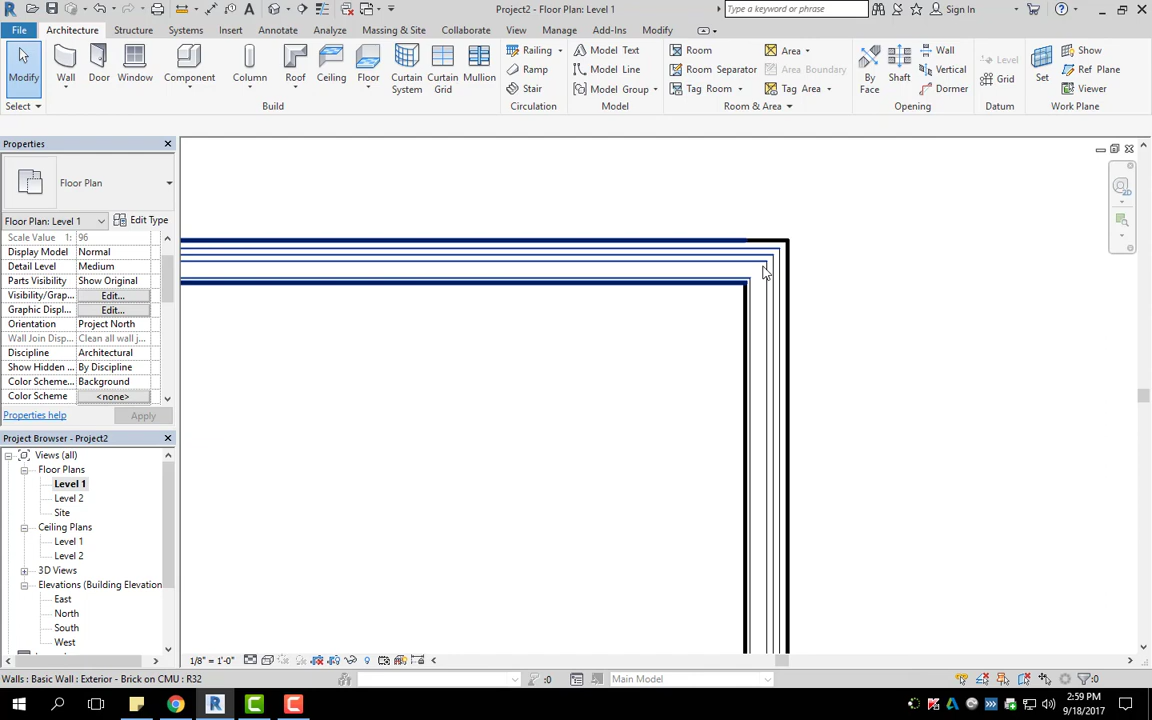 Project2 - Floor Plan: Level 1
Type a keyword or phrase
Sign In
File
Architecture
Structure
Systems
Insert
Annotate
Analyze
Massing & Site
Collaborate
View
Manage
Add-Ins
Modify
Modify
Wall
Door
Window
Component
Column
Roof
Ceiling
Floor
Curtain System
Curtain Grid
Mullion
Railing
Ramp
Stair
Model Text
Model Line
Model Group
Room
Room Separator
Tag Room
Area
Area Boundary
Tag Area
By Face
Shaft
Wall
Vertical
Dormer
Level
Grid
Set
Show
Ref Plane
Viewer
Select
Build
Circulation
Model
Room & Area
Opening
Datum
Work Plane
Properties
Floor Plan
Floor Plan: Level 1
Edit Type
Scale Value 1: 96
Display Model Normal
Detail Level Medium
Parts Visibility Show Original
Visibility/Grap... Edit...
Graphic Displ... Edit...
Orientation Project North
Wall Join Disp... Clean all wall j...
Discipline Architectural
Show Hidden ... By Discipline
Color Scheme... Background
Color Scheme <none>
Properties help
Apply
Project Browser - Project2
Views (all)
Floor Plans
Level 1
Level 2
Site
Ceiling Plans
Level 1
Level 2
3D Views
Elevations (Building Elevation
East
North
South
West
1/8" = 1'-0"
Walls : Basic Wall : Exterior - Brick on CMU : R32
:0
Main Model
:0
2:59 PM
9/18/2017